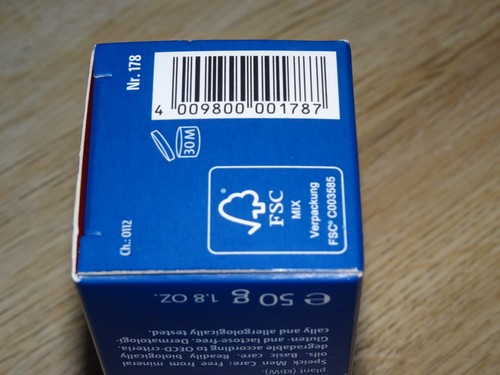 Nr. 178
4 009800 001787
30M
FSC
MIX
Verpackung
FSC® C003585
Ch.: 0112
e 50 g 1.8 OZ.
plant (kbW).
Speick Men Care: Free from mineral
oils. Basic care. Readily biologically
degradable according to OECD-criteria.
Gluten- and lactose-free. Dermatologi-
cally and allergologically tested.